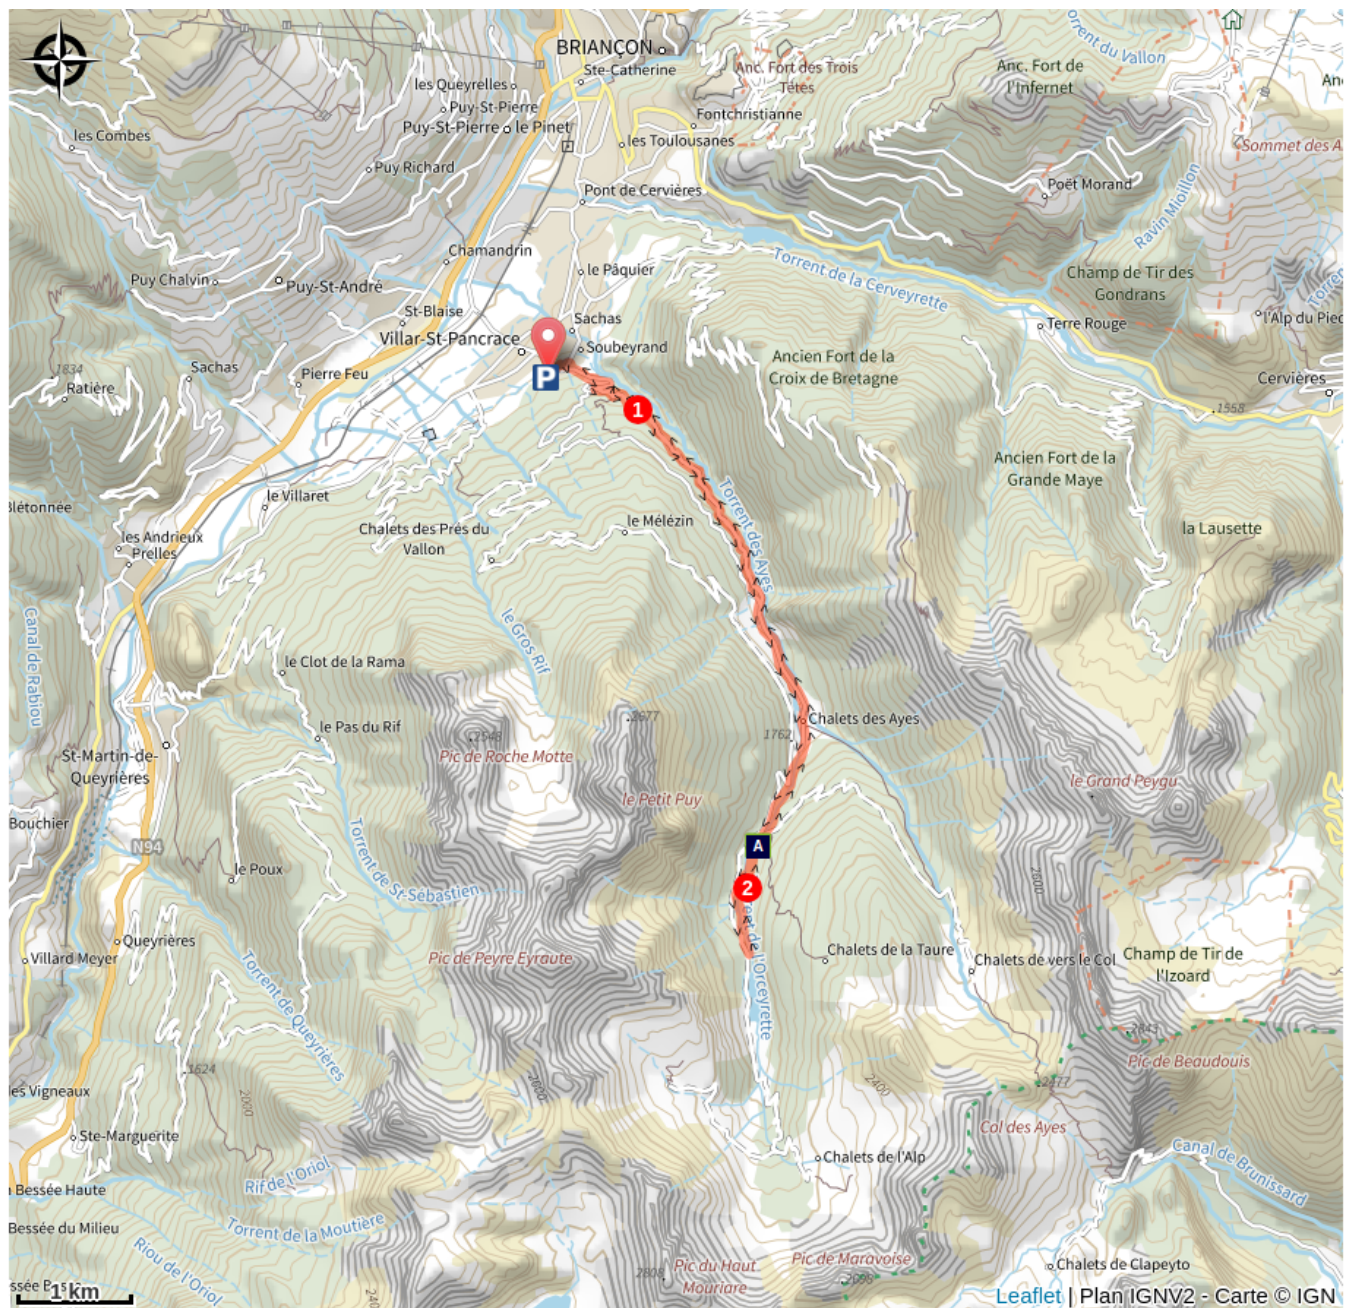 BRIANÇON
Ste-Catherine
les Queyrelles
Puy-St-Pierre
Puy-St-Pierre
le Pinet
Anc. Fort des Trois
Têtes
Fontchristianne
les Toulousanes
Anc. Fort de
l'Infernet
Torrent du Vallon
An
Sommet des A
les Combes
Puy Richard
Pont de Cervières
Poët Morand
Ravin Mioillon
Chamandrin
Puy Chalvin
Puy-St-André
le Pâquier
Torrent de la Cerveyrette
Champ de Tir des
Gondrans
Torren
l'Alp du Pied
St-Blaise
Sachas
Villar-St-Pancrace
Soubeyrand
Terre Rouge
1834
Ratière
Sachas
Pierre Feu
P
Ancien Fort de la
Croix de Bretagne
Cervières
1558
1
Ancien Fort de la
Grande Maye
Blétonnée
le Villaret
les Andrieux
Prelles
Chalets des Prés du
Vallon
le Mélézin
Torrent des Ayes
la Lausette
Canal de Rabiou
le Gros Rif
le Clot de la Rama
le Pas du Rif
2548
Pic de Roche Motte
2677
Chalets des Ayes
1762
St-Martin-de-
Queyrières
le Petit Puy
le Grand Peygu
Bouchier
N94
le Poux
Torrent de St-Sébastien
A
2
2600
Queyrières
Villard Meyer
Pic de Peyre Eyraute
Torrent de Queyrières
ent de l'Orceyrette
Chalets de la Taure
Chalets de vers le Col
Champ de Tir de
l'Izoard
2843
Pic de Beaudouis
1624
2000
3000
2400
2477
les Vigneaux
Ste-Marguerite
Col des Ayes
Canal de Brunissard
Rif de l'Oriol
Chalets de l'Alp
Bessée Haute
Bessée du Milieu
Torrent de la Moutière
Riou de l'Oriol
Pic du Haut
Mouriare
2808
Pic de Maravoise
Chalets de Clapeyto
1 km
Leaflet | Plan IGNV2 - Carte © IGN